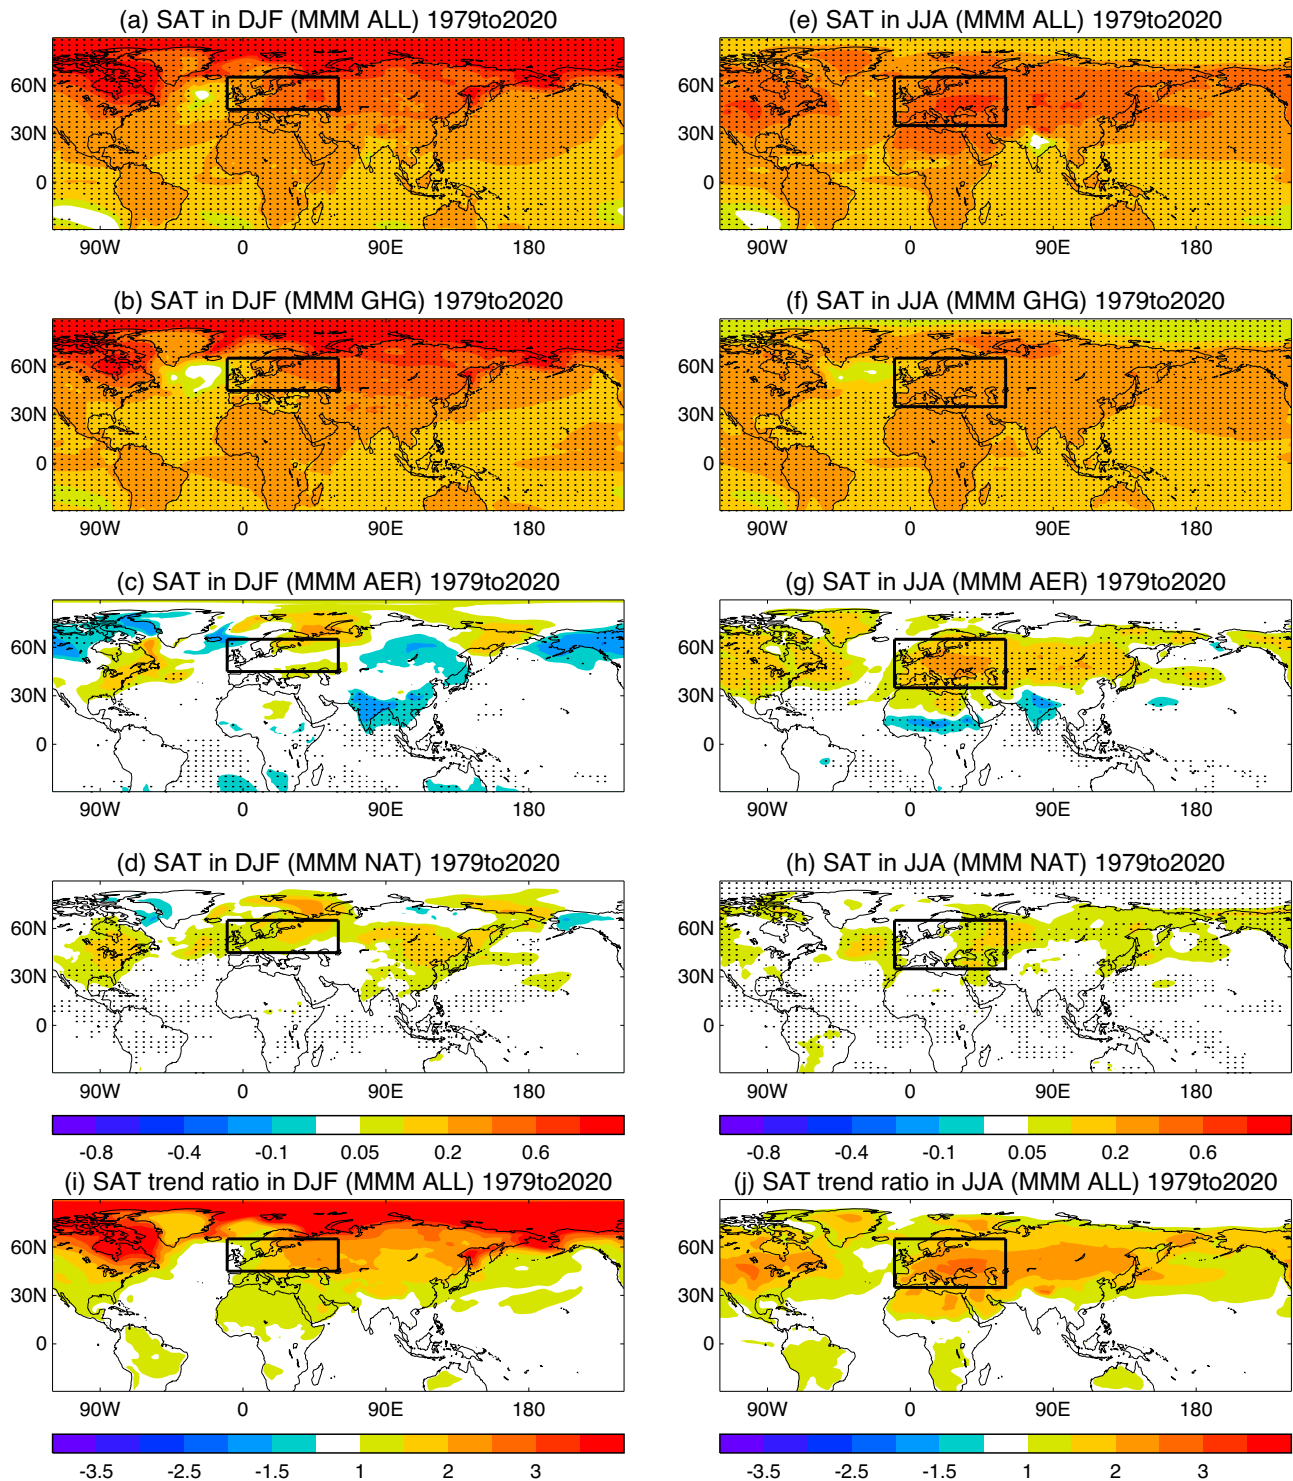 (a) SAT in DJF (MMM ALL) 1979to2020
60N
30N
0
90W 0 90E 180
(e) SAT in JJA (MMM ALL) 1979to2020
60N
30N
0
90W 0 90E 180
(b) SAT in DJF (MMM GHG) 1979to2020
60N
30N
0
90W 0 90E 180
(f) SAT in JJA (MMM GHG) 1979to2020
60N
30N
0
90W 0 90E 180
(c) SAT in DJF (MMM AER) 1979to2020
60N
30N
0
90W 0 90E 180
(g) SAT in JJA (MMM AER) 1979to2020
60N
30N
0
90W 0 90E 180
(d) SAT in DJF (MMM NAT) 1979to2020
60N
30N
0
90W 0 90E 180
(h) SAT in JJA (MMM NAT) 1979to2020
60N
30N
0
90W 0 90E 180
-0.8 -0.4 -0.1 0.05 0.2 0.6
-0.8 -0.4 -0.1 0.05 0.2 0.6
(i) SAT trend ratio in DJF (MMM ALL) 1979to2020
60N
30N
0
90W 0 90E 180
(j) SAT trend ratio in JJA (MMM ALL) 1979to2020
60N
30N
0
90W 0 90E 180
-3.5 -2.5 -1.5 1 2 3
-3.5 -2.5 -1.5 1 2 3